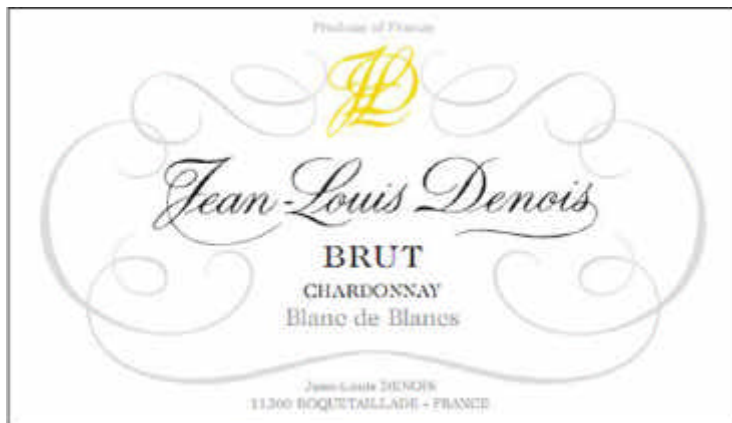 Produce of France
JLD
Jean-Louis Denois
BRUT
CHARDONNAY
Blanc de Blancs
Jean-Louis DENOIS
11300 ROQUETAILLADE - FRANCE